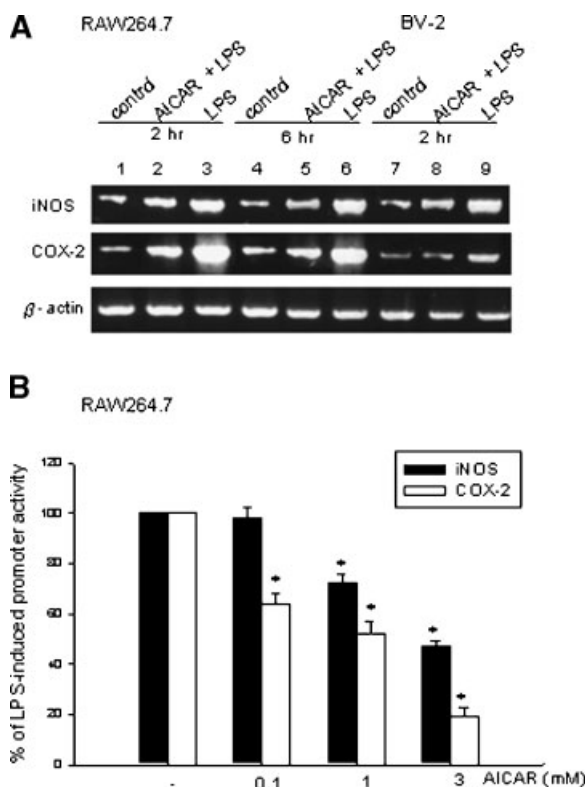 A
RAW264.7 BV-2
control AICAR + LPS LPS control AICAR + LPS LPS control AICAR + LPS LPS
2 hr 6 hr 2 hr
1 2 3 4 5 6 7 8 9
iNOS
COX-2
β- actin
B
RAW264.7
% of LPS-induced promoter activity
120
100
80
60
40
20
0
iNOS
COX-2
* * * * *
- 0.1 1 3 AICAR (mM)